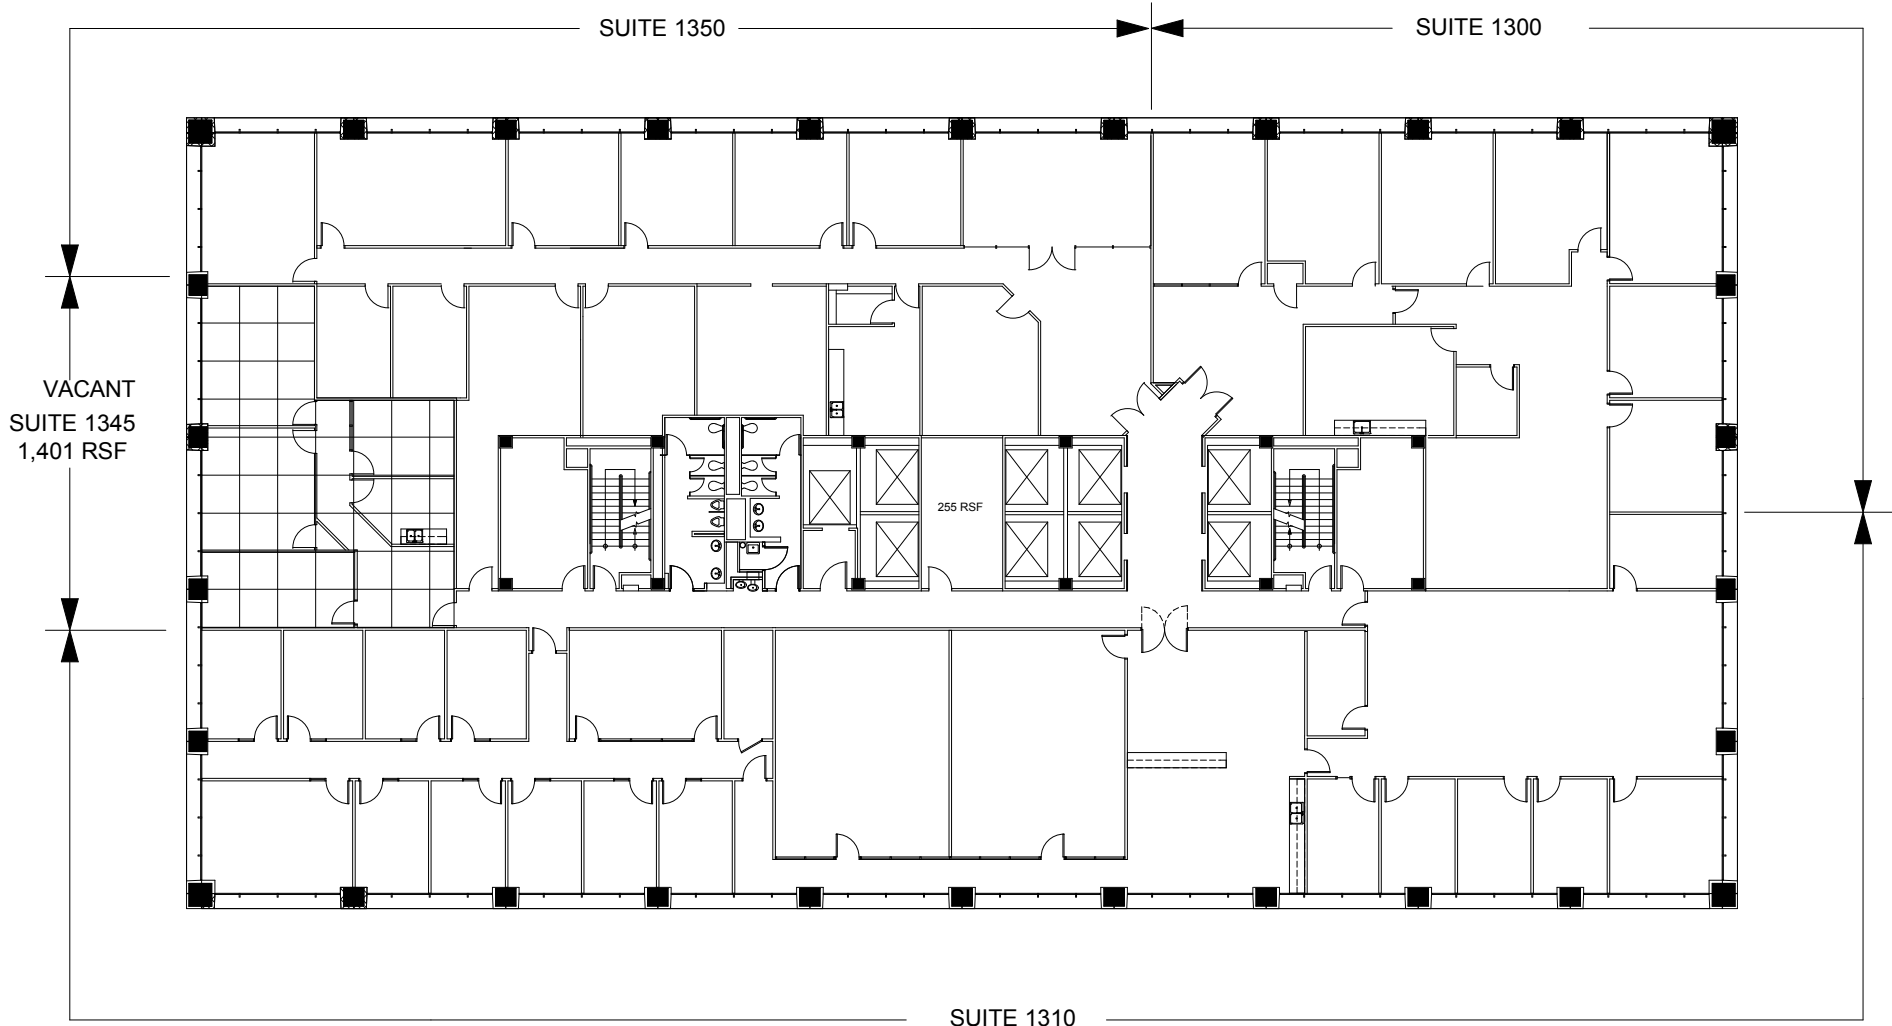 SUITE 1350
SUITE 1300
VACANT
SUITE 1345
1,401 RSF
255 RSF
SUITE 1310